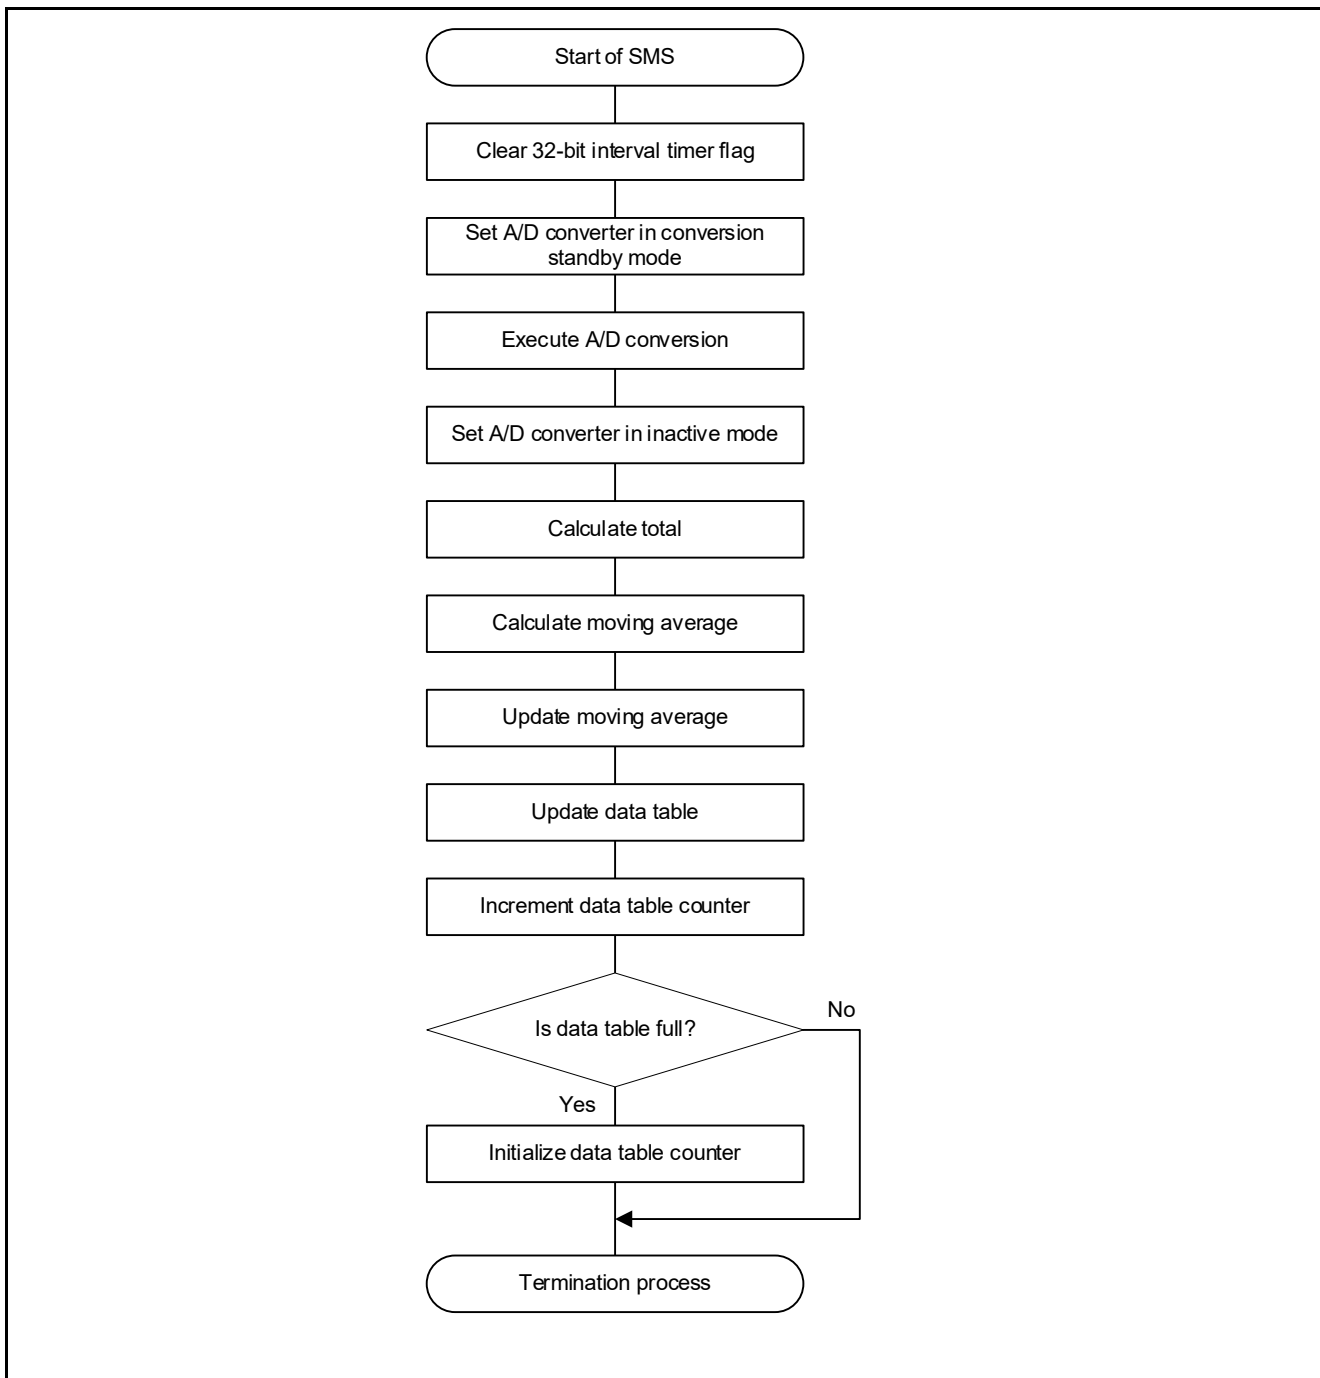 Start of SMS
Clear 32-bit interval timer flag
Set A/D converter in conversion
standby mode
Execute A/D conversion
Set A/D converter in inactive mode
Calculate total
Calculate moving average
Update moving average
Update data table
Increment data table counter
No
Is data table full?
Yes
Initialize data table counter
Termination process